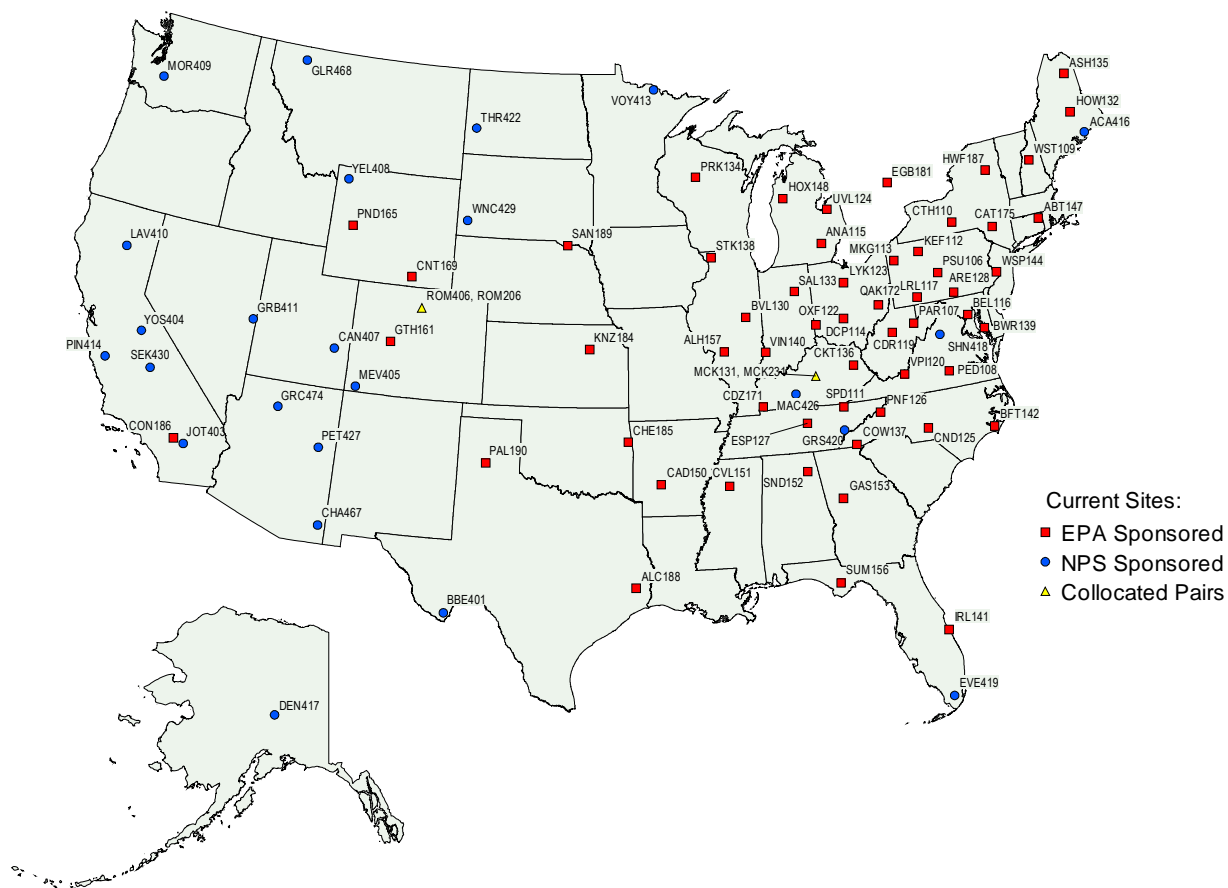 ASH135
MOR409
GLR468
VOY413
HOW132
ACA416
THR422
WST109
HWF187
PRK134
EGB181
YEL408
HOX148
UVL124
WNC429
PND165
CTH110
CAT175
ABT147
LAV410
SAN189
ANA115
MKG113
KEF112
STK138
CNT169
LYK123
PSU106
WSP144
SAL133
ARE128
ROM406, ROM206
LRL117
QAK172
GRB411
BVL130
OXF122
PAR107
BEL116
YOS404
GTH161
KNZ184
DCP114
BWR139
PIN414
CAN407
ALH157
VIN140
CDR119
SHN418
SEK430
CKT136
MCK131, MCK231
VPI120
PED108
MEV405
GRC474
CDZ171
MAC426
SPD111
PNF126
BFT142
CON186
JOT403
PET427
CHE185
ESP127
GRS420
COW137
CND125
PAL190
CAD150
CVL151
SND152
GAS153
Current Sites:
EPA Sponsored
CHA467
NPS Sponsored
ALC188
SUM156
Collocated Pairs
BBE401
IRL141
EVE419
DEN417